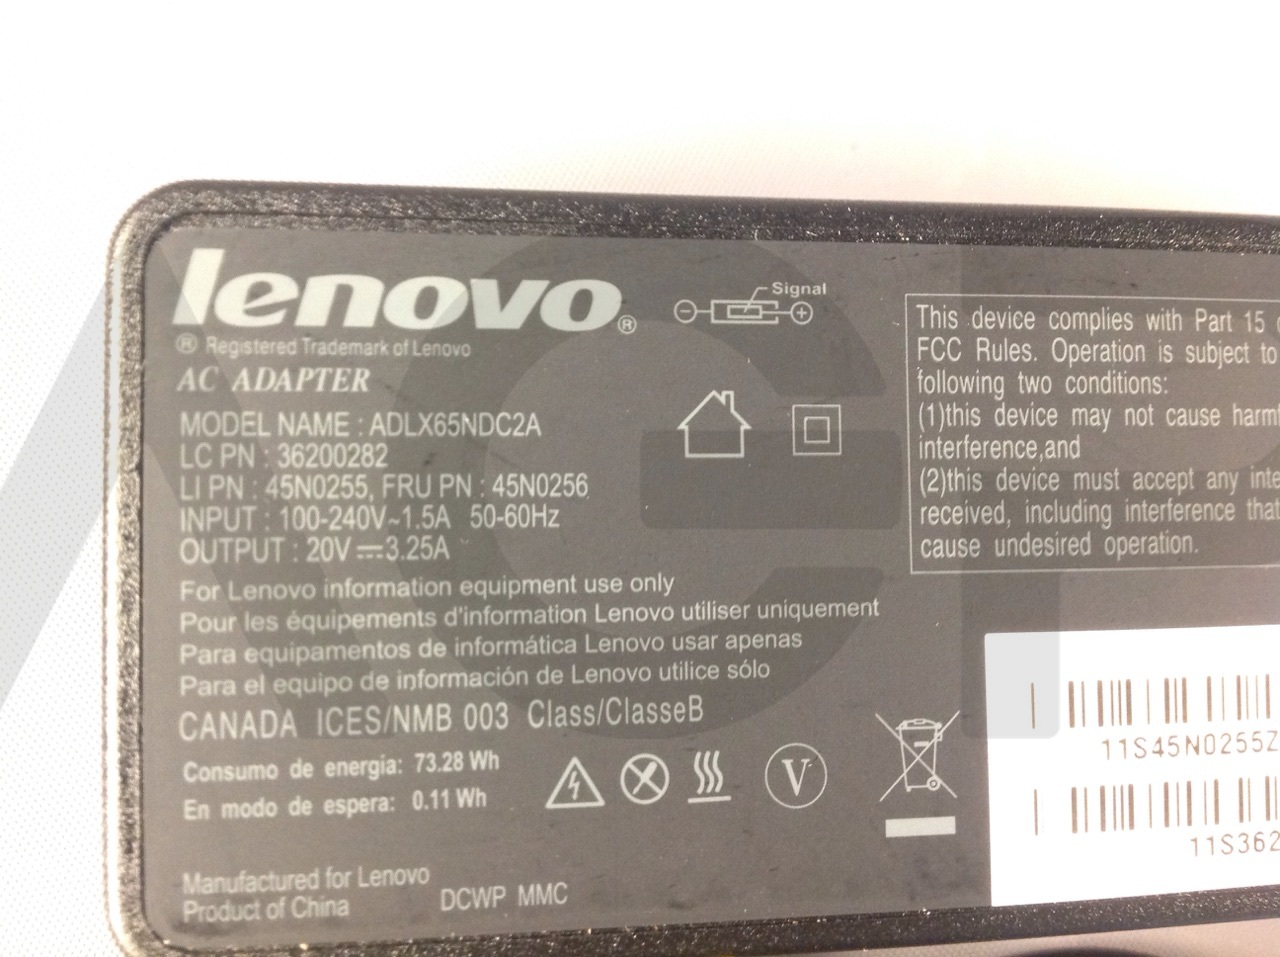 lenovo®
® Registered Trademark of Lenovo
AC ADAPTER
MODEL NAME : ADLX65NDC2A
LC PN : 36200282
LI PN : 45N0255, FRU PN : 45N0256
INPUT : 100-240V~1.5A 50-60Hz
OUTPUT : 20V⎓3.25A
For Lenovo information equipment use only
Pour les équipements d'information Lenovo utiliser uniquement
Para equipamentos de informática Lenovo usar apenas
Para el equipo de información de Lenovo utilice sólo
CANADA ICES/NMB 003 Class/ClasseB
Consumo de energia: 73.28 Wh
En modo de espera: 0.11 Wh
Manufactured for Lenovo
Product of China
DCWP MMC
Signal
- +
V
This device complies with Part 15
FCC Rules. Operation is subject to
following two conditions:
(1)this device may not cause harm
interference,and
(2)this device must accept any inte
received, including interference that
cause undesired operation.
11S45N0255Z
11S362